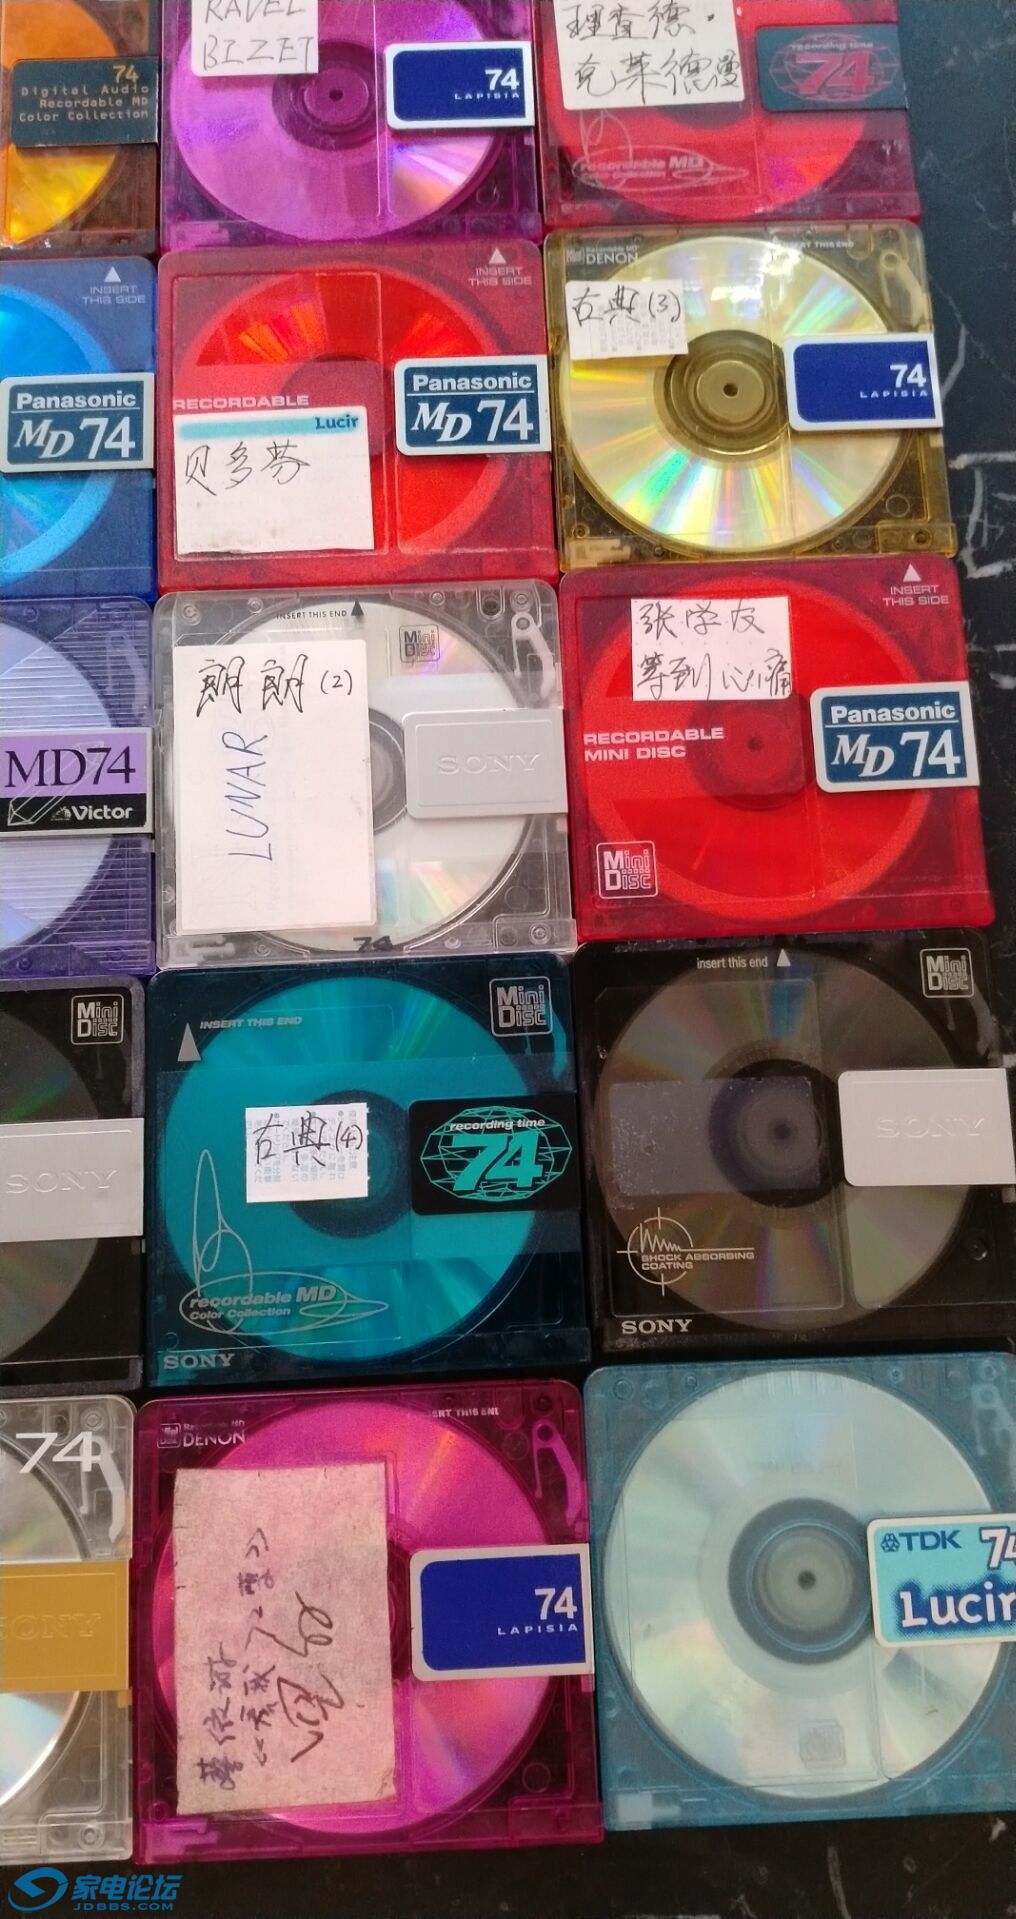 RAVEL
BIZET
74
LAPISIA
理查德·
克莱德曼
recording time
74
recordable MD
Color Collection
74
Digital Audio
Recordable MD
Color Collection
INSERT
THIS SIDE
Panasonic
MD 74
INSERT
THIS SIDE
RECORDABLE
Lucir
贝多芬
Panasonic
MD 74
Recordable MD
DENON
INSERT THIS END
古典(3)
74
LAPISIA
MD74
Victor
INSERT THIS END
Mini
Disc
朗朗(2)
LUNAR
SONY
74
INSERT
THIS SIDE
张学友
等到心痛
RECORDABLE
MINI DISC
Panasonic
MD 74
Mini
Disc
Mini
Disc
SONY
INSERT THIS END
Mini
Disc
古典(4)
recording time
74
recordable MD
Color Collection
SONY
insert this end
Mini
Disc
SONY
SHOCK ABSORBING
COATING
SONY
74
SONY
Recordable MD
DENON
INSERT THIS END
74
LAPISIA
TDK 74
Lucir
家电论坛
JDBBS.COM